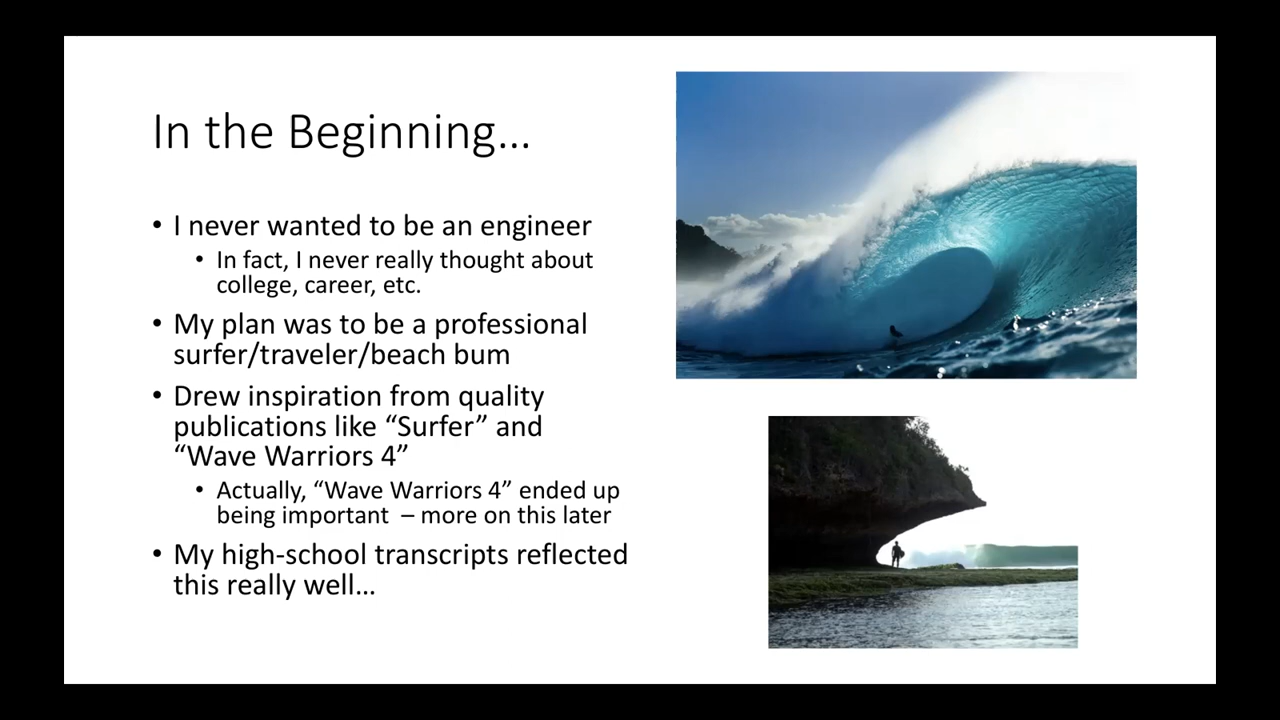 In the Beginning…
• I never wanted to be an engineer
• In fact, I never really thought about
college, career, etc.
• My plan was to be a professional
surfer/traveler/beach bum
• Drew inspiration from quality
publications like “Surfer” and
“Wave Warriors 4”
• Actually, “Wave Warriors 4” ended up
being important – more on this later
• My high-school transcripts reflected
this really well…